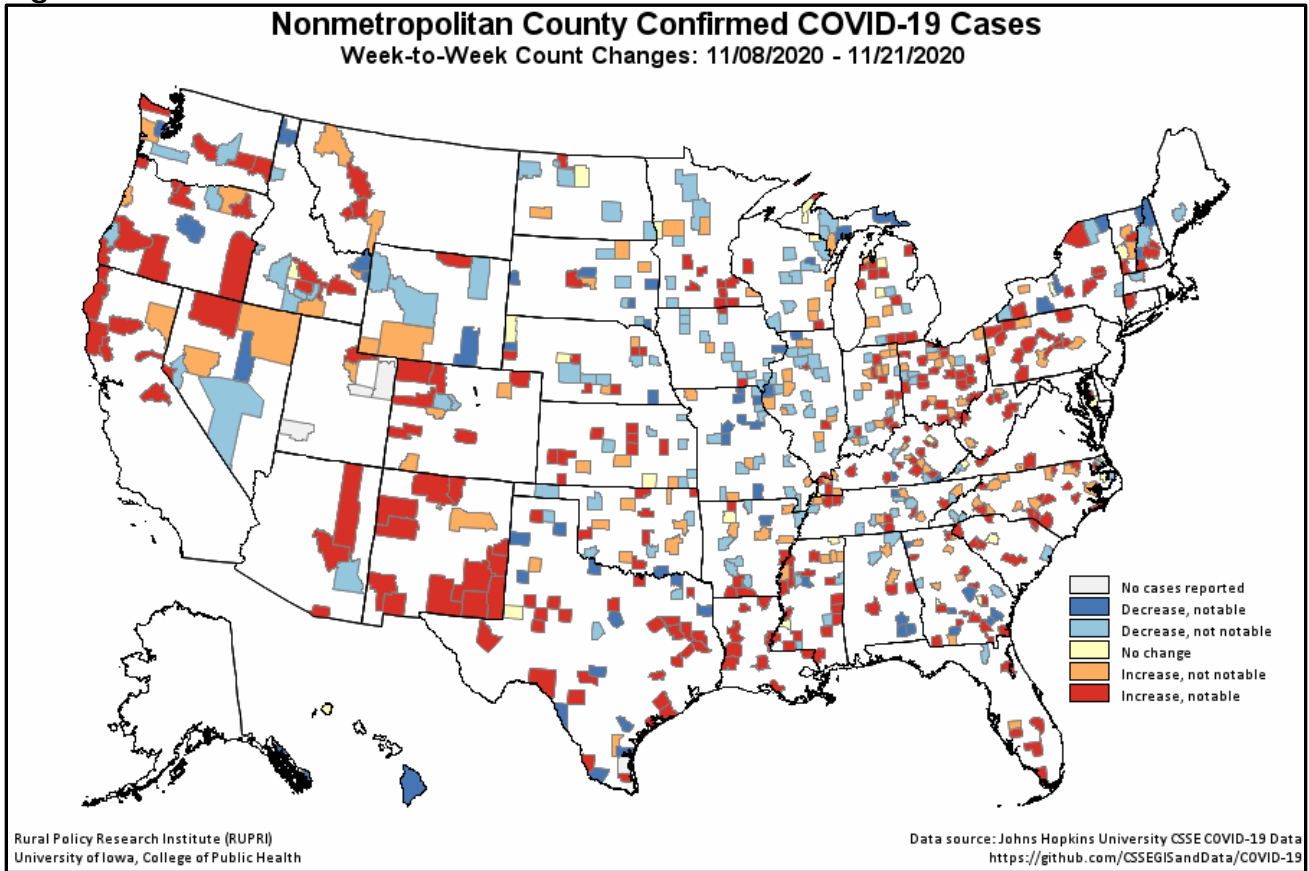 Nonmetropolitan County Confirmed COVID-19 Cases
Week-to-Week Count Changes: 11/08/2020 - 11/21/2020
No cases reported
Decrease, notable
Decrease, not notable
No change
Increase, not notable
Increase, notable
Rural Policy Research Institute (RUPRI)
University of Iowa, College of Public Health
Data source: Johns Hopkins University CSSE COVID-19 Data
https://github.com/CSSEGISandData/COVID-19